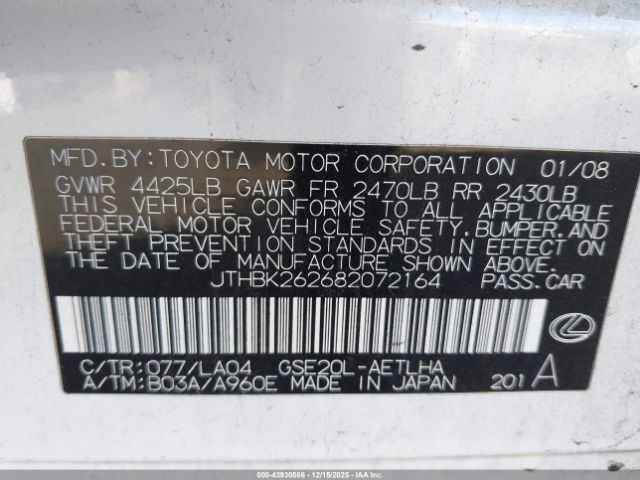 MFD.BY:TOYOTA MOTOR CORPORATION 01/08
GVWR 4425LB GAWR FR 2470LB RR 2430LB
THIS VEHICLE CONFORMS TO ALL APPLICABLE
FEDERAL MOTOR VEHICLE SAFETY,BUMPER,AND
THEFT PREVENTION STANDARDS IN EFFECT ON
THE DATE OF MANUFACTURE SHOWN ABOVE.
JTHBK262682072164 PASS.CAR
C/TR:077/LA04 GSE20L-AETLHA
A/TM:B03A/A960E MADE IN JAPAN 201A
000-43930586 - 12/15/2025 - IAAI.COM